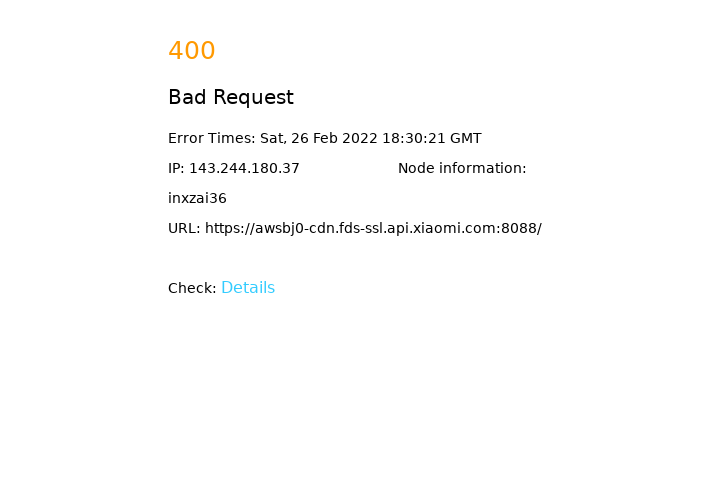 400
Bad Request
Error Times: Sat, 26 Feb 2022 18:30:21 GMT
IP: 143.244.180.37 Node information:
inxzai36
URL: https://awsbj0-cdn.fds-ssl.api.xiaomi.com:8088/
Check: Details